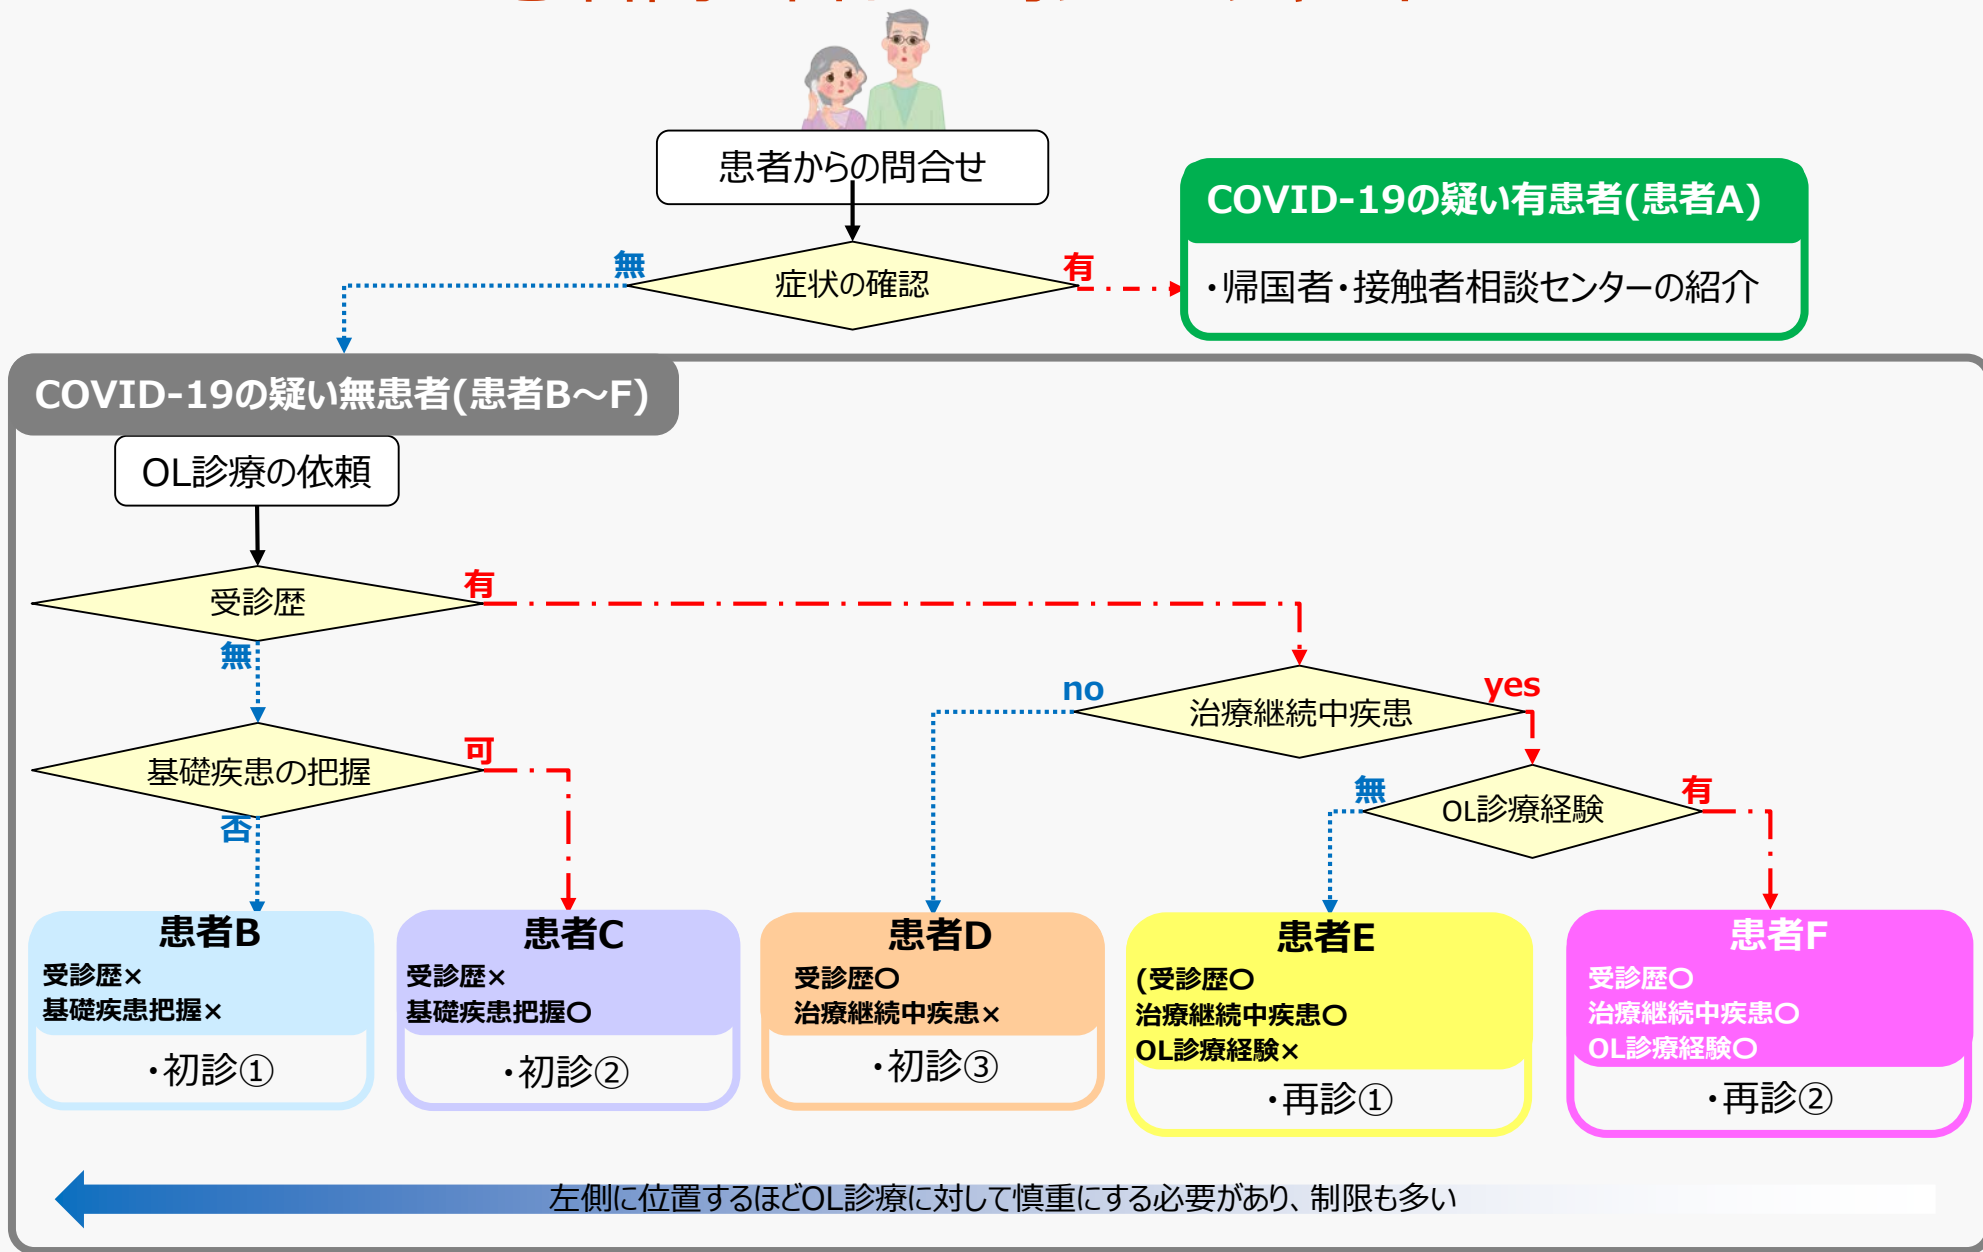 患者からの問合せ
COVID-19の疑い有患者(患者A)
・帰国者・接触者相談センターの紹介
症状の確認
無
有
COVID-19の疑い無患者(患者B～F)
OL診療の依頼
受診歴
有
無
治療継続中疾患
no
yes
基礎疾患の把握
可
否
OL診療経験
無
有
患者B
受診歴×
基礎疾患把握×
・初診①
患者C
受診歴×
基礎疾患把握〇
・初診②
患者D
受診歴〇
治療継続中疾患×
・初診③
患者E
(受診歴〇
治療継続中疾患〇
OL診療経験×
・再診①
患者F
受診歴〇
治療継続中疾患〇
OL診療経験〇
・再診②
左側に位置するほどOL診療に対して慎重にする必要があり、制限も多い